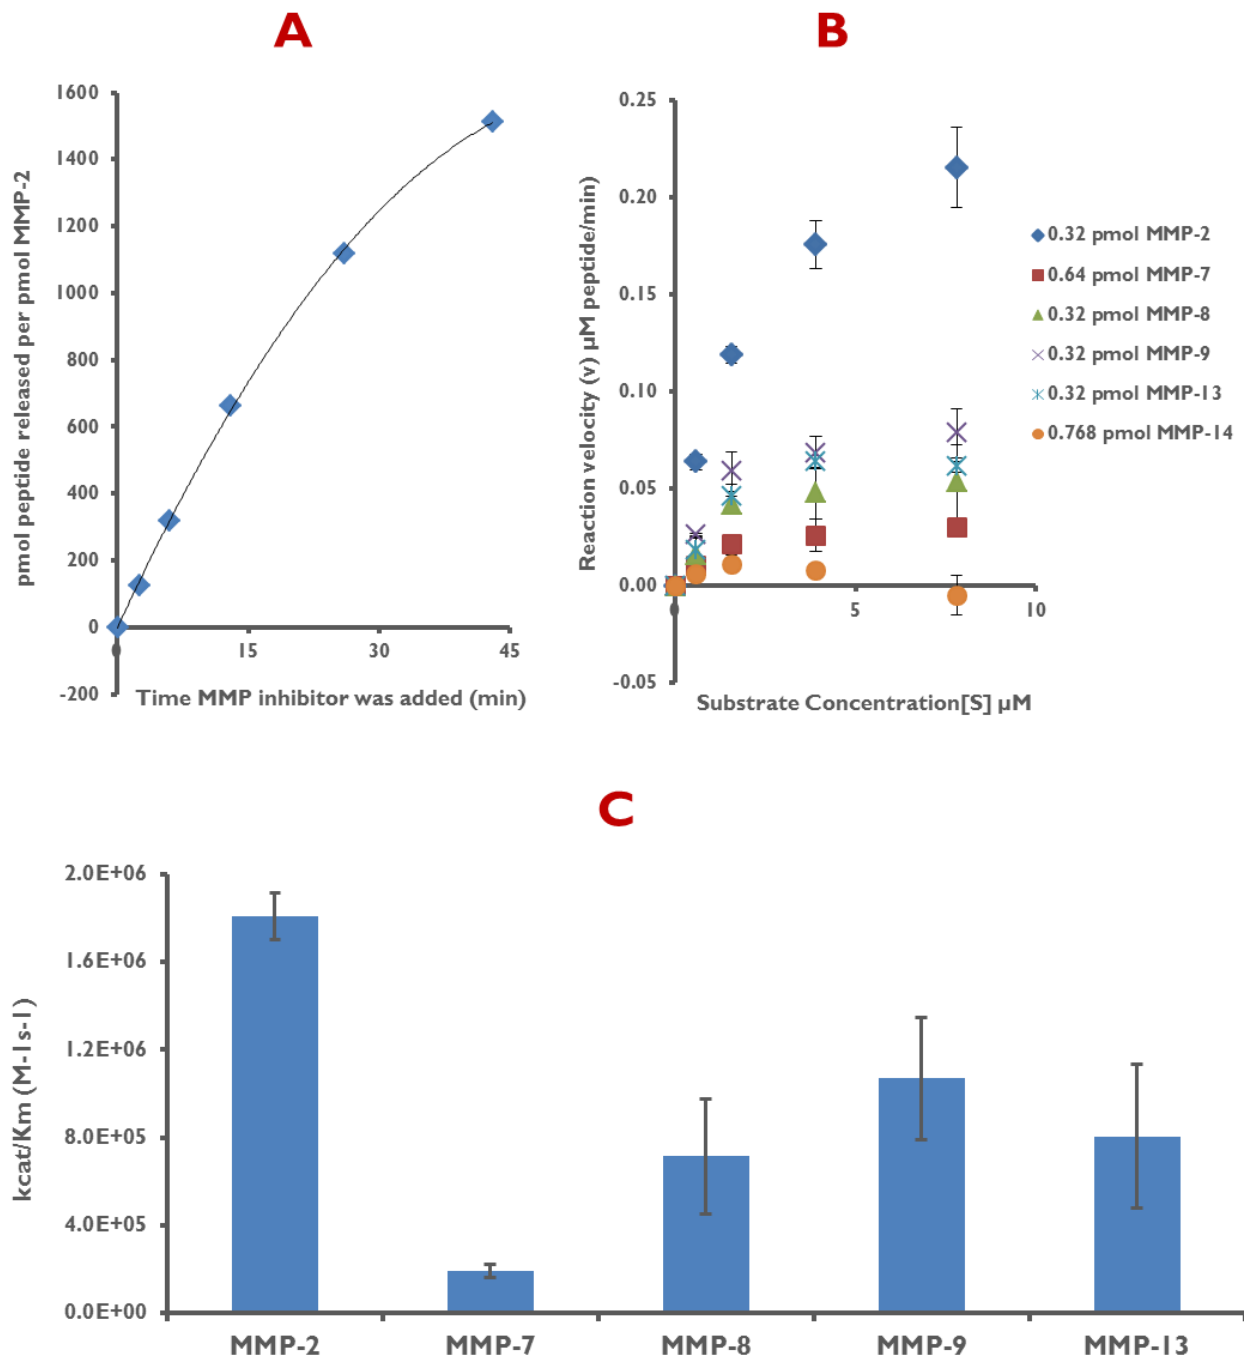 A
B
pmol peptide released per pmol MMP-2
1600
1400
1200
1000
800
600
400
200
0
-200
0
15
30
45
Time MMP inhibitor was added (min)
Reaction velocity (v) µM peptide/min)
0.25
0.20
0.15
0.10
0.05
0.00
-0.05
0
5
10
Substrate Concentration[S] µM
0.32 pmol MMP-2
0.64 pmol MMP-7
0.32 pmol MMP-8
0.32 pmol MMP-9
0.32 pmol MMP-13
0.768 pmol MMP-14
C
kcat/Km (M-1s-1)
2.0E+06
1.6E+06
1.2E+06
8.0E+05
4.0E+05
0.0E+00
MMP-2
MMP-7
MMP-8
MMP-9
MMP-13